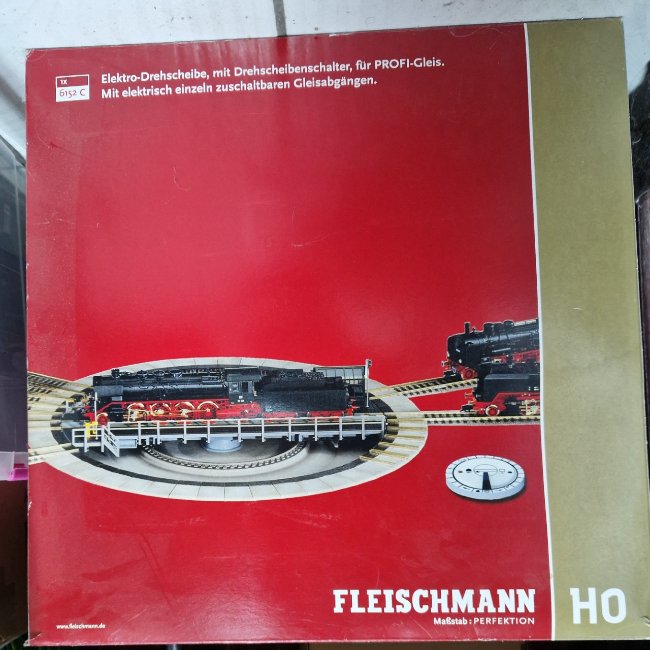 1X
6152 C
Elektro-Drehscheibe, mit Drehscheibenschalter, für PROFI-Gleis.
Mit elektrisch einzeln zuschaltbaren Gleisabgängen.
FLEISCHMANN
Maßstab : PERFEKTION
HO
www.fleischmann.de